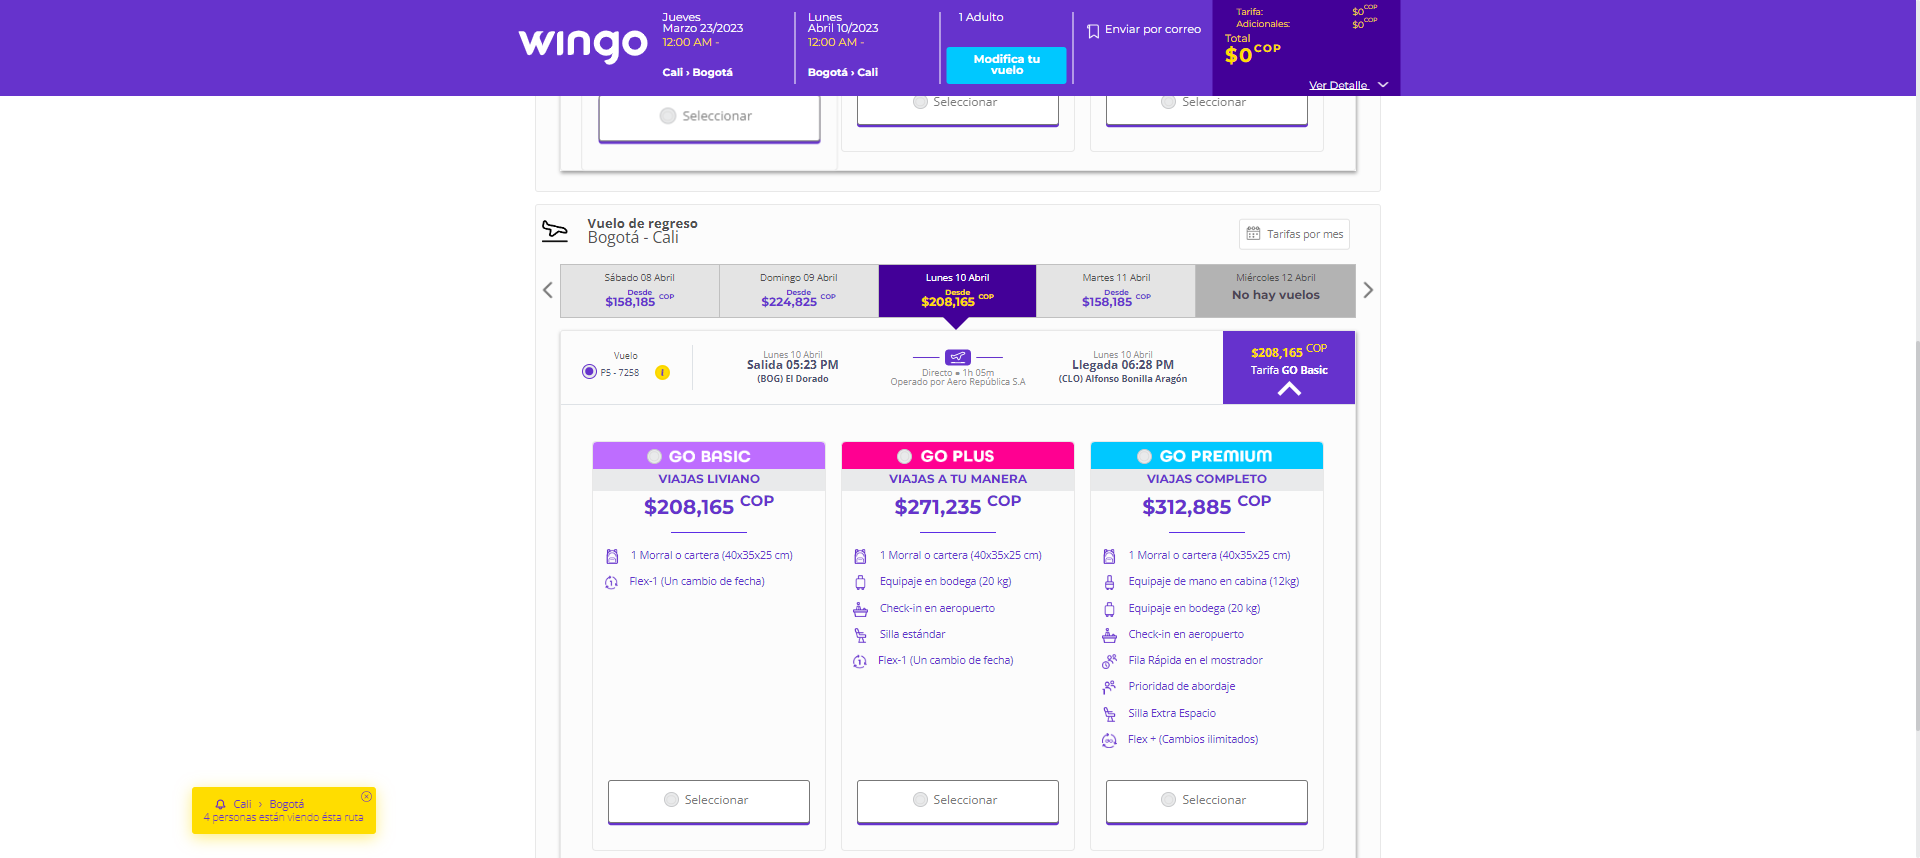 wingo
Jueves
Marzo 23/2023
12:00 AM -
Cali › Bogotá
Lunes
Abril 10/2023
12:00 AM -
Bogotá › Cali
1 Adulto
Modifica tu
vuelo
Enviar por correo
Tarifa: $0 COP
Adicionales: $0 COP
Total
$0 COP
Ver Detalle
Seleccionar
Seleccionar
Seleccionar
Vuelo de regreso
Bogotá - Cali
Tarifas por mes
Sábado 08 Abril
Desde
$158,185 COP
Domingo 09 Abril
Desde
$224,825 COP
Lunes 10 Abril
Desde
$208,165 COP
Martes 11 Abril
Desde
$158,185 COP
Miércoles 12 Abril
No hay vuelos
Vuelo
P5 - 7258
i
Lunes 10 Abril
Salida 05:23 PM
(BOG) El Dorado
Directo = 1h 05m
Operado por Aero República S.A
Lunes 10 Abril
Llegada 06:28 PM
(CLO) Alfonso Bonilla Aragón
$208,165 COP
Tarifa GO Basic
GO BASIC
VIAJAS LIVIANO
$208,165 COP
1 Morral o cartera (40x35x25 cm)
Flex-1 (Un cambio de fecha)
Seleccionar
GO PLUS
VIAJAS A TU MANERA
$271,235 COP
1 Morral o cartera (40x35x25 cm)
Equipaje en bodega (20 kg)
Check-in en aeropuerto
Silla estándar
Flex-1 (Un cambio de fecha)
Seleccionar
GO PREMIUM
VIAJAS COMPLETO
$312,885 COP
1 Morral o cartera (40x35x25 cm)
Equipaje de mano en cabina (12kg)
Equipaje en bodega (20 kg)
Check-in en aeropuerto
Fila Rápida en el mostrador
Prioridad de abordaje
Silla Extra Espacio
Flex + (Cambios ilimitados)
Seleccionar
Cali › Bogotá
4 personas están viendo ésta ruta